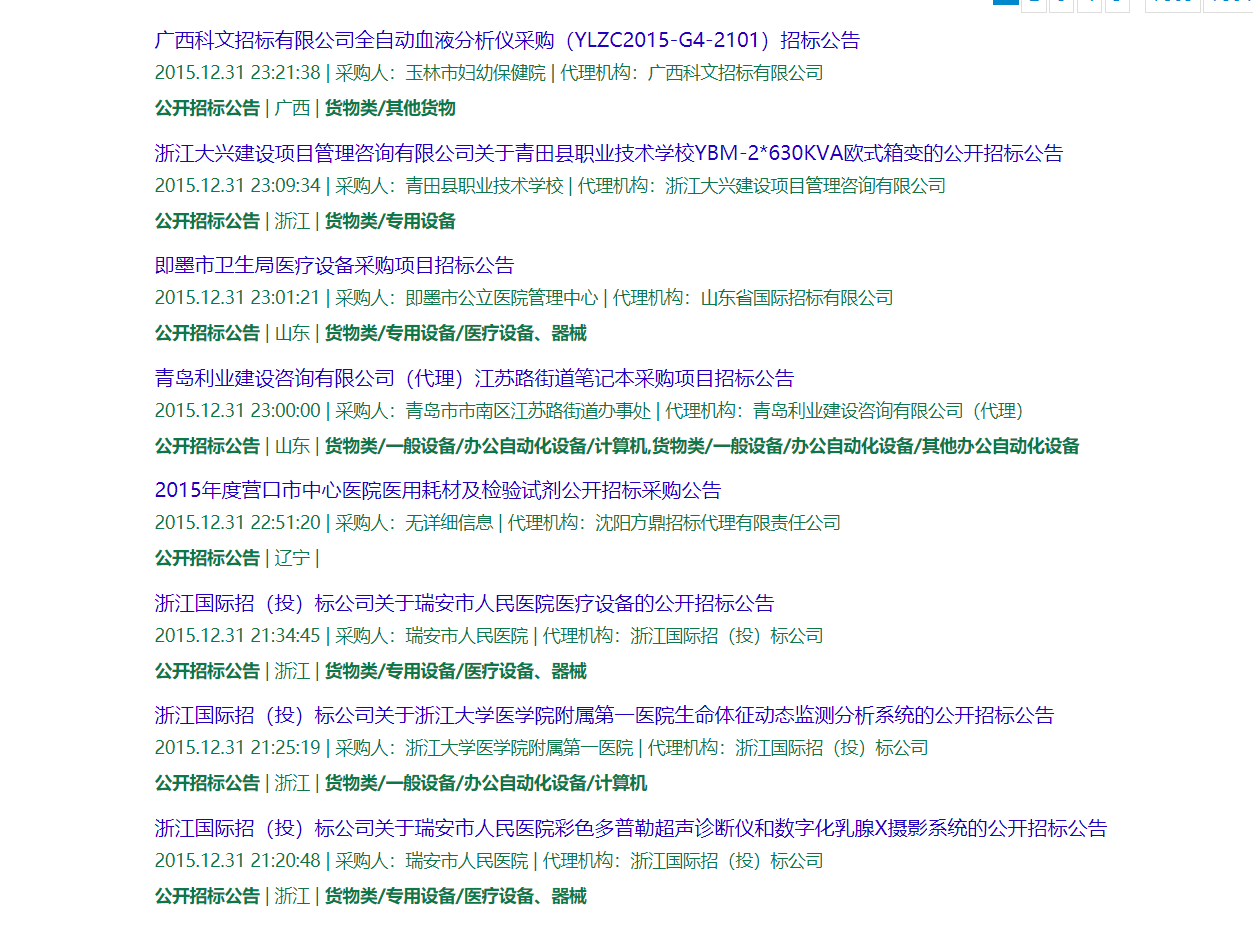 广西科文招标有限公司全自动血液分析仪采购（YLZC2015-G4-2101）招标公告
2015.12.31 23:21:38 | 采购人：玉林市妇幼保健院 | 代理机构：广西科文招标有限公司
公开招标公告 | 广西 | 货物类/其他货物
浙江大兴建设项目管理咨询有限公司关于青田县职业技术学校YBM-2*630KVA欧式箱变的公开招标公告
2015.12.31 23:09:34 | 采购人：青田县职业技术学校 | 代理机构：浙江大兴建设项目管理咨询有限公司
公开招标公告 | 浙江 | 货物类/专用设备
即墨市卫生局医疗设备采购项目招标公告
2015.12.31 23:01:21 | 采购人：即墨市公立医院管理中心 | 代理机构：山东省国际招标有限公司
公开招标公告 | 山东 | 货物类/专用设备/医疗设备、器械
青岛利业建设咨询有限公司（代理）江苏路街道笔记本采购项目招标公告
2015.12.31 23:00:00 | 采购人：青岛市市南区江苏路街道办事处 | 代理机构：青岛利业建设咨询有限公司（代理）
公开招标公告 | 山东 | 货物类/一般设备/办公自动化设备/计算机,货物类/一般设备/办公自动化设备/其他办公自动化设备
2015年度营口市中心医院医用耗材及检验试剂公开招标采购公告
2015.12.31 22:51:20 | 采购人：无详细信息 | 代理机构：沈阳方鼎招标代理有限责任公司
公开招标公告 | 辽宁 |
浙江国际招（投）标公司关于瑞安市人民医院医疗设备的公开招标公告
2015.12.31 21:34:45 | 采购人：瑞安市人民医院 | 代理机构：浙江国际招（投）标公司
公开招标公告 | 浙江 | 货物类/专用设备/医疗设备、器械
浙江国际招（投）标公司关于浙江大学医学院附属第一医院生命体征动态监测分析系统的公开招标公告
2015.12.31 21:25:19 | 采购人：浙江大学医学院附属第一医院 | 代理机构：浙江国际招（投）标公司
公开招标公告 | 浙江 | 货物类/一般设备/办公自动化设备/计算机
浙江国际招（投）标公司关于瑞安市人民医院彩色多普勒超声诊断仪和数字化乳腺X摄影系统的公开招标公告
2015.12.31 21:20:48 | 采购人：瑞安市人民医院 | 代理机构：浙江国际招（投）标公司
公开招标公告 | 浙江 | 货物类/专用设备/医疗设备、器械